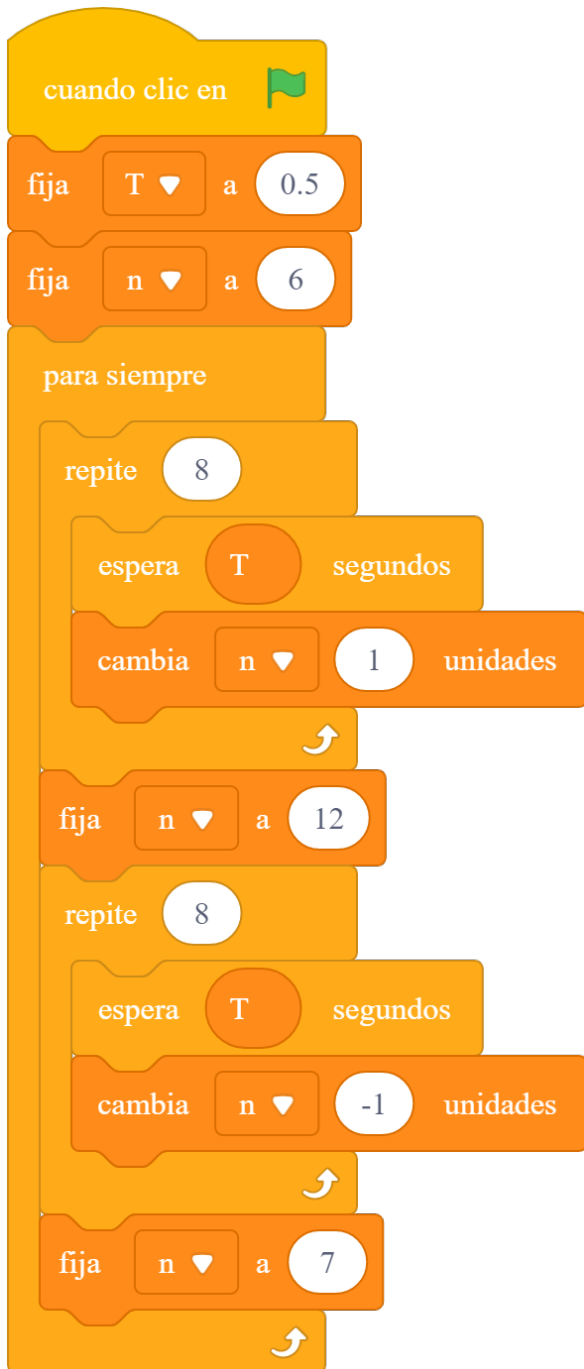 cuando clic en
fija T a 0.5
fija n a 6
para siempre
repite 8
espera T segundos
cambia n 1 unidades
fija n a 12
repite 8
espera T segundos
cambia n -1 unidades
fija n a 7